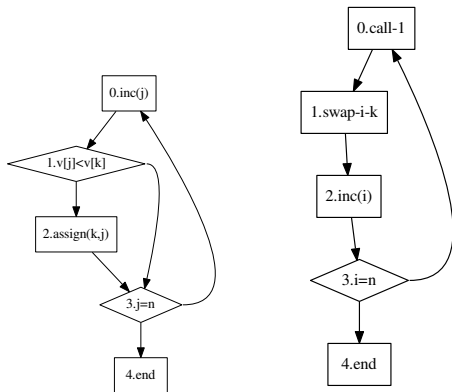 0.inc(j)
1.v[j]<v[k]
2.assign(k,j)
3.j=n
4.end
0.call-1
1.swap-i-k
2.inc(i)
3.i=n
4.end